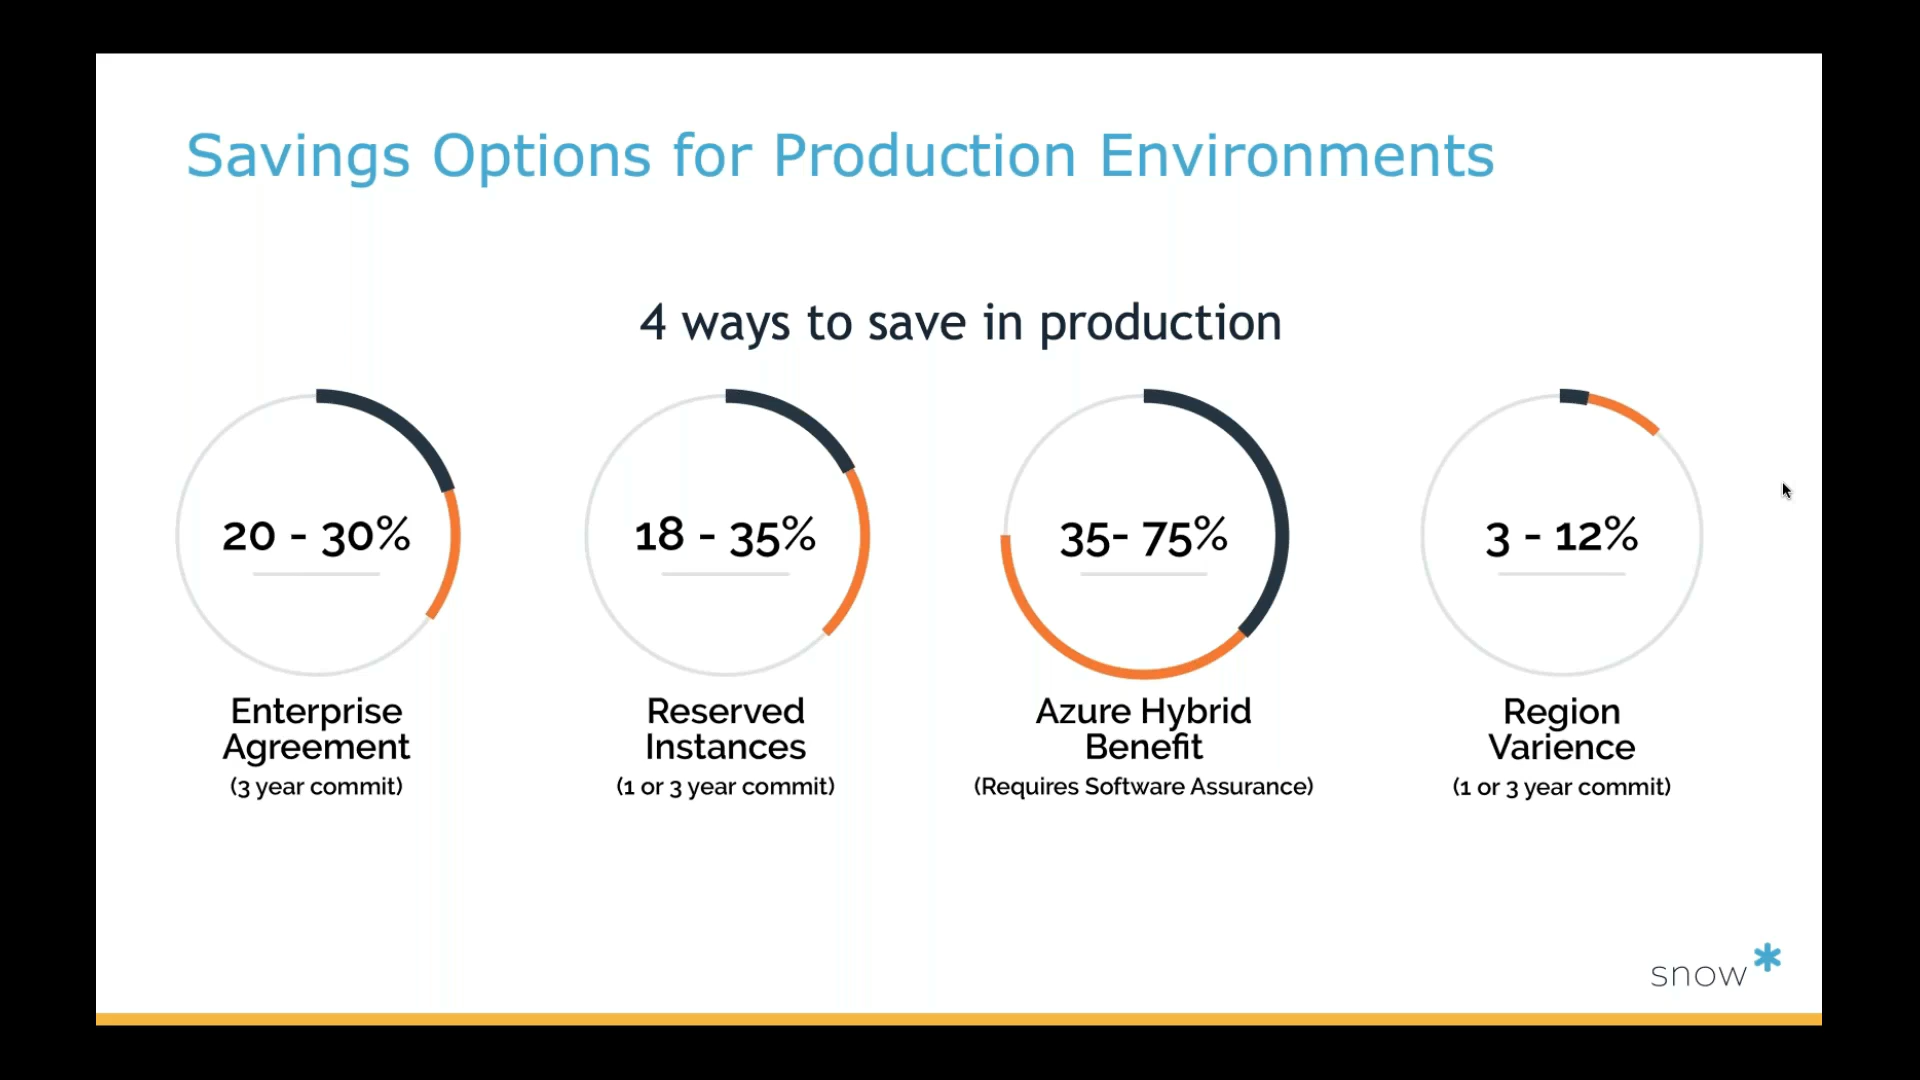 Savings Options for Production Environments
4 ways to save in production
20 - 30%
Enterprise
Agreement
(3 year commit)
18 - 35%
Reserved
Instances
(1 or 3 year commit)
35- 75%
Azure Hybrid
Benefit
(Requires Software Assurance)
3 - 12%
Region
Varience
(1 or 3 year commit)
snow